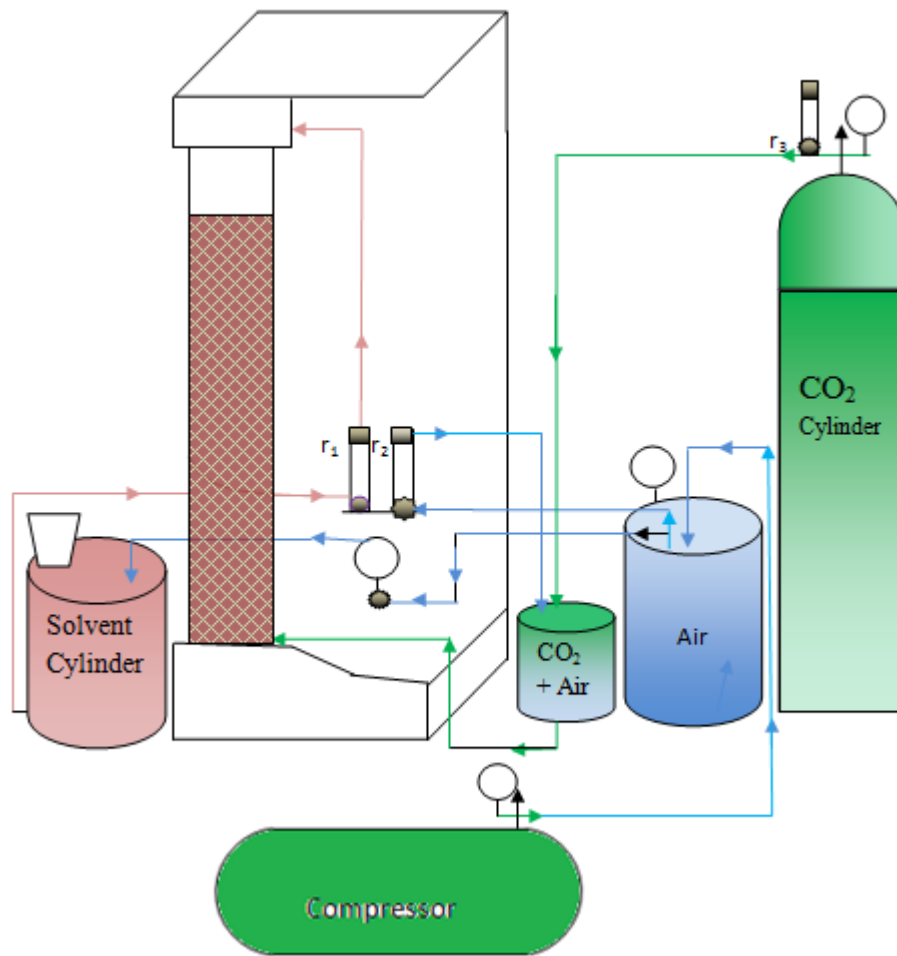 r₃
CO₂
Cylinder
r₁
r₂
Solvent
Cylinder
CO₂
+ Air
Air
Compressor